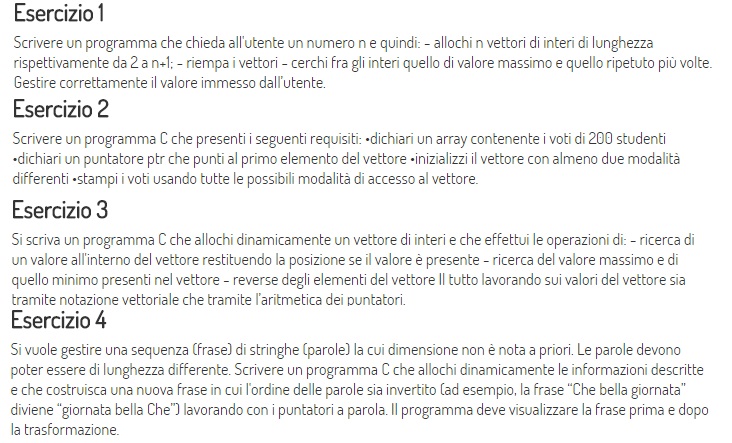 Esercizio 1
Scrivere un programma che chieda all'utente un numero n e quindi: - allochi n vettori di interi di lunghezza
rispettivamente da 2 a n+1; - riempa i vettori - cerchi fra gli interi quello di valore massimo e quello ripetuto più volte.
Gestire correttamente il valore immesso dall'utente.
Esercizio 2
Scrivere un programma C che presenti i seguenti requisiti: •dichiari un array contenente i voti di 200 studenti
•dichiari un puntatore ptr che punti al primo elemento del vettore •inizializzi il vettore con almeno due modalità
differenti •stampi i voti usando tutte le possibili modalità di accesso al vettore.
Esercizio 3
Si scriva un programma C che allochi dinamicamente un vettore di interi e che effettui le operazioni di: - ricerca di
un valore all'interno del vettore restituendo la posizione se il valore è presente - ricerca del valore massimo e di
quello minimo presenti nel vettore - reverse degli elementi del vettore Il tutto lavorando sui valori del vettore sia
tramite notazione vettoriale che tramite l'aritmetica dei puntatori.
Esercizio 4
Si vuole gestire una sequenza (frase) di stringhe (parole) la cui dimensione non è nota a priori. Le parole devono
poter essere di lunghezza differente. Scrivere un programma C che allochi dinamicamente le informazioni descritte
e che costruisca una nuova frase in cui l'ordine delle parole sia invertito (ad esempio, la frase "Che bella giornata"
diviene "giornata bella Che") lavorando con i puntatori a parola. Il programma deve visualizzare la frase prima e dopo
la trasformazione.